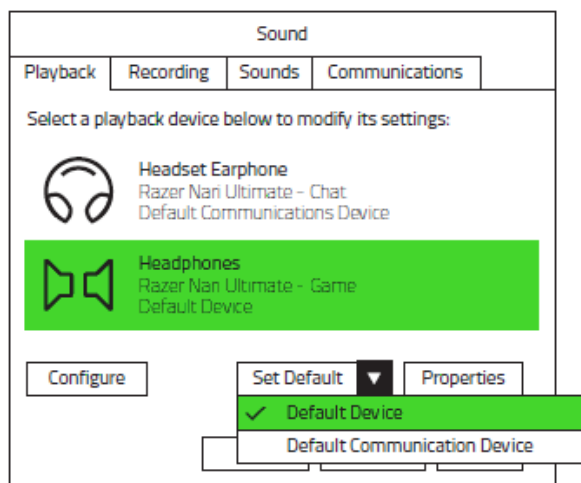 Sound
Playback Recording Sounds Communications
Select a playback device below to modify its settings:
Headset Earphone
Razer Nari Ultimate - Chat
Default Communications Device
Headphones
Razer Nari Ultimate - Game
Default Device
Configure Set Default Properties
Default Device
Default Communication Device